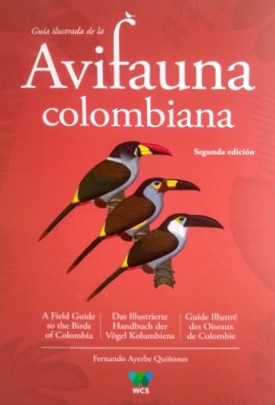 Guía ilustrada de la
Avifauna
colombiana
Segunda edición
A Field Guide
to the Birds
of Colombia
Das Illustrierte
Handbuch der
Vögel Kolumbiens
Guide Illustré
des Oiseaux
de Colombie
Fernando Ayerbe Quiñones
WCS